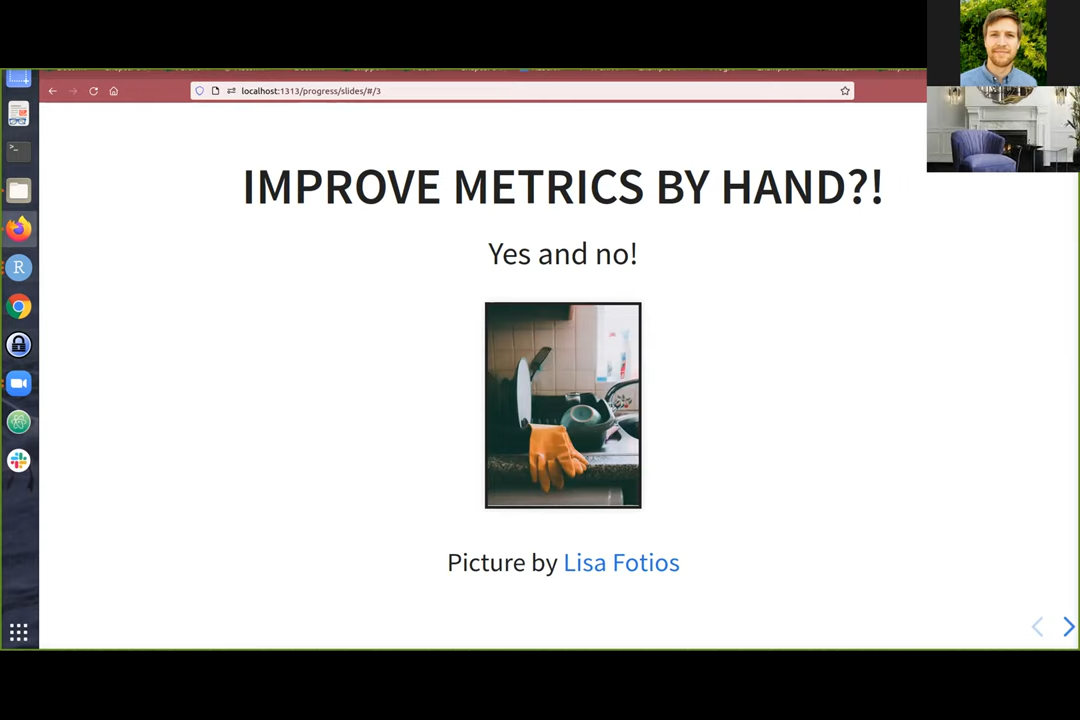 localhost:1313/progress/slides/#/3
IMPROVE METRICS BY HAND?!
Yes and no!
Picture by Lisa Fotios